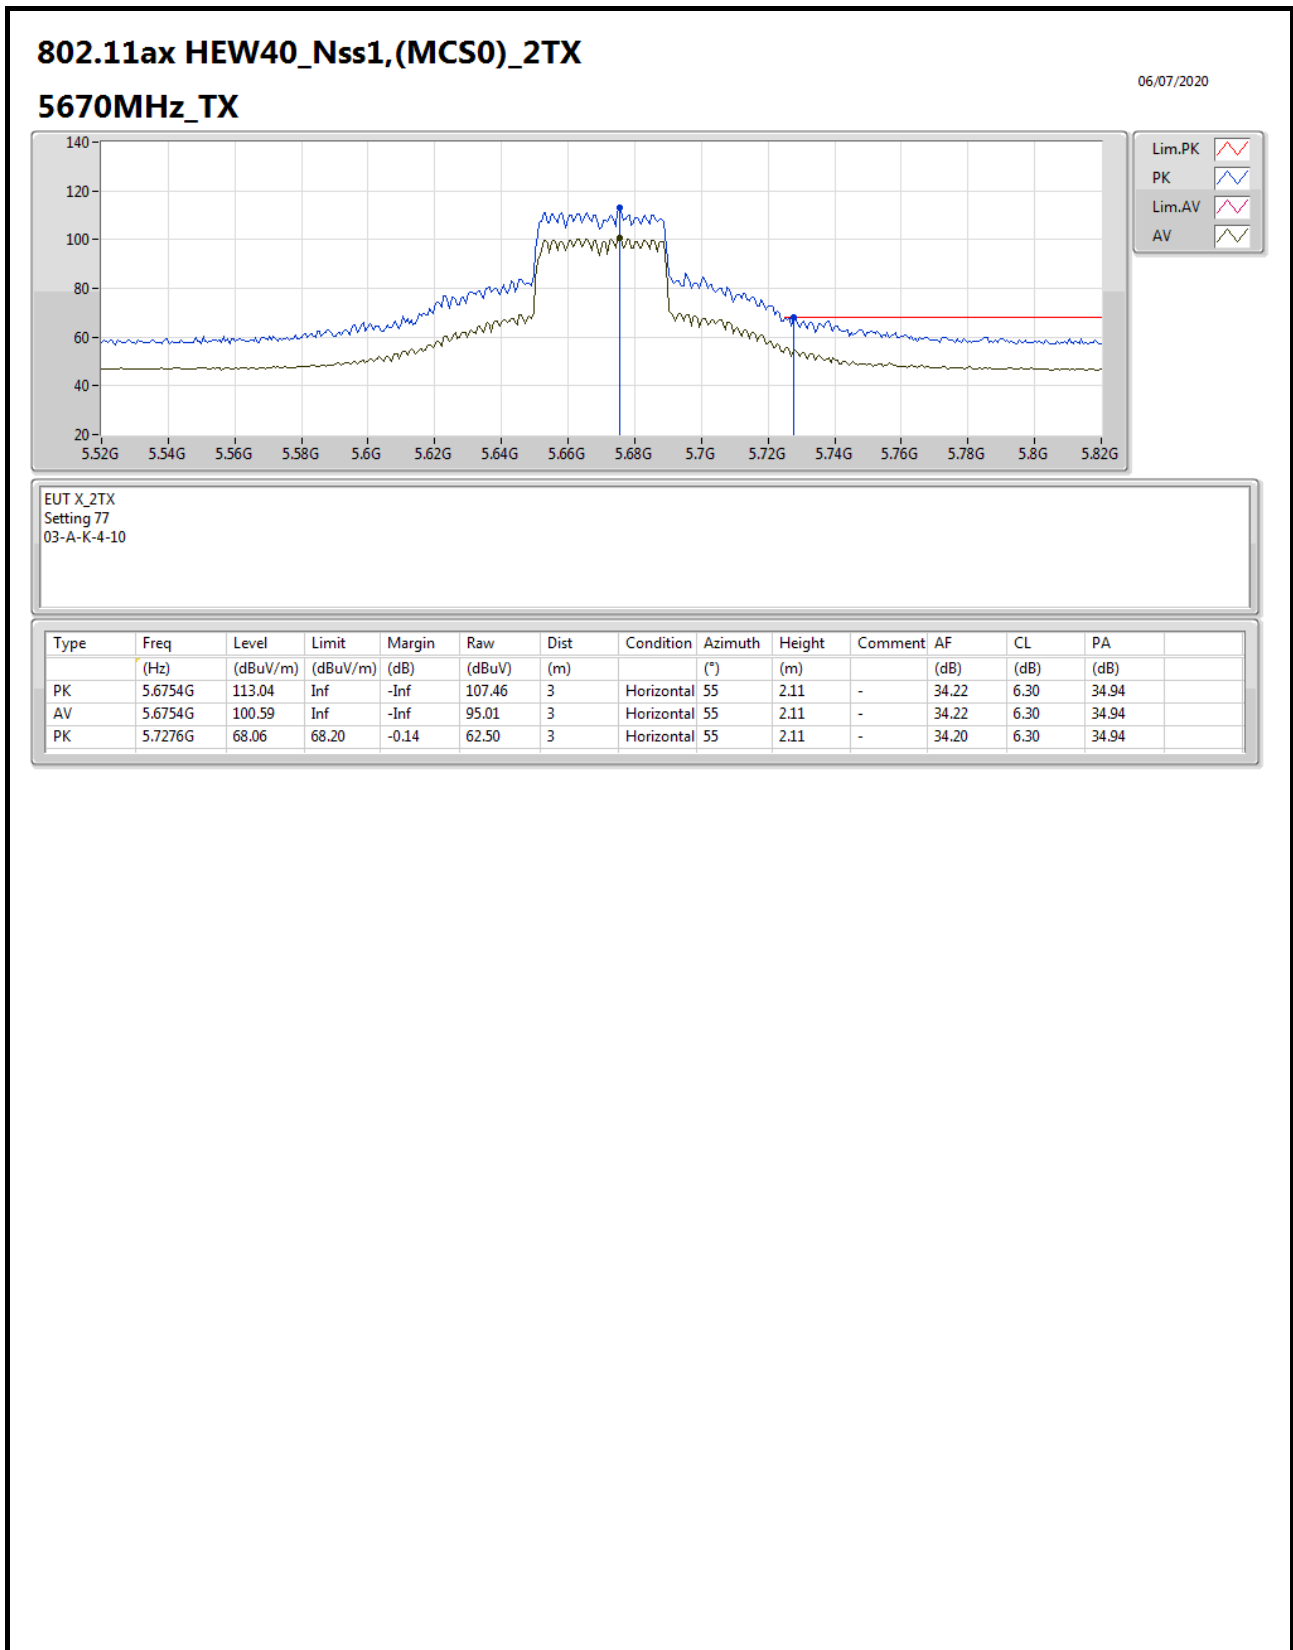 802.11ax HEW40_Nss1,(MCS0)_2TX
06/07/2020
5670MHz_TX
140
120
100
80
60
40
20
5.52G 5.54G 5.56G 5.58G 5.6G 5.62G 5.64G 5.66G 5.68G 5.7G 5.72G 5.74G 5.76G 5.78G 5.8G 5.82G
Lim.PK
PK
Lim.AV
AV
EUT X_2TX
Setting 77
03-A-K-4-10
Type Freq Level Limit Margin Raw Dist Condition Azimuth Height Comment AF CL PA
(Hz) (dBuV/m) (dBuV/m) (dB) (dBuV) (m) (°) (m) (dB) (dB) (dB)
PK 5.6754G 113.04 Inf -Inf 107.46 3 Horizontal 55 2.11 - 34.22 6.30 34.94
AV 5.6754G 100.59 Inf -Inf 95.01 3 Horizontal 55 2.11 - 34.22 6.30 34.94
PK 5.7276G 68.06 68.20 -0.14 62.50 3 Horizontal 55 2.11 - 34.20 6.30 34.94